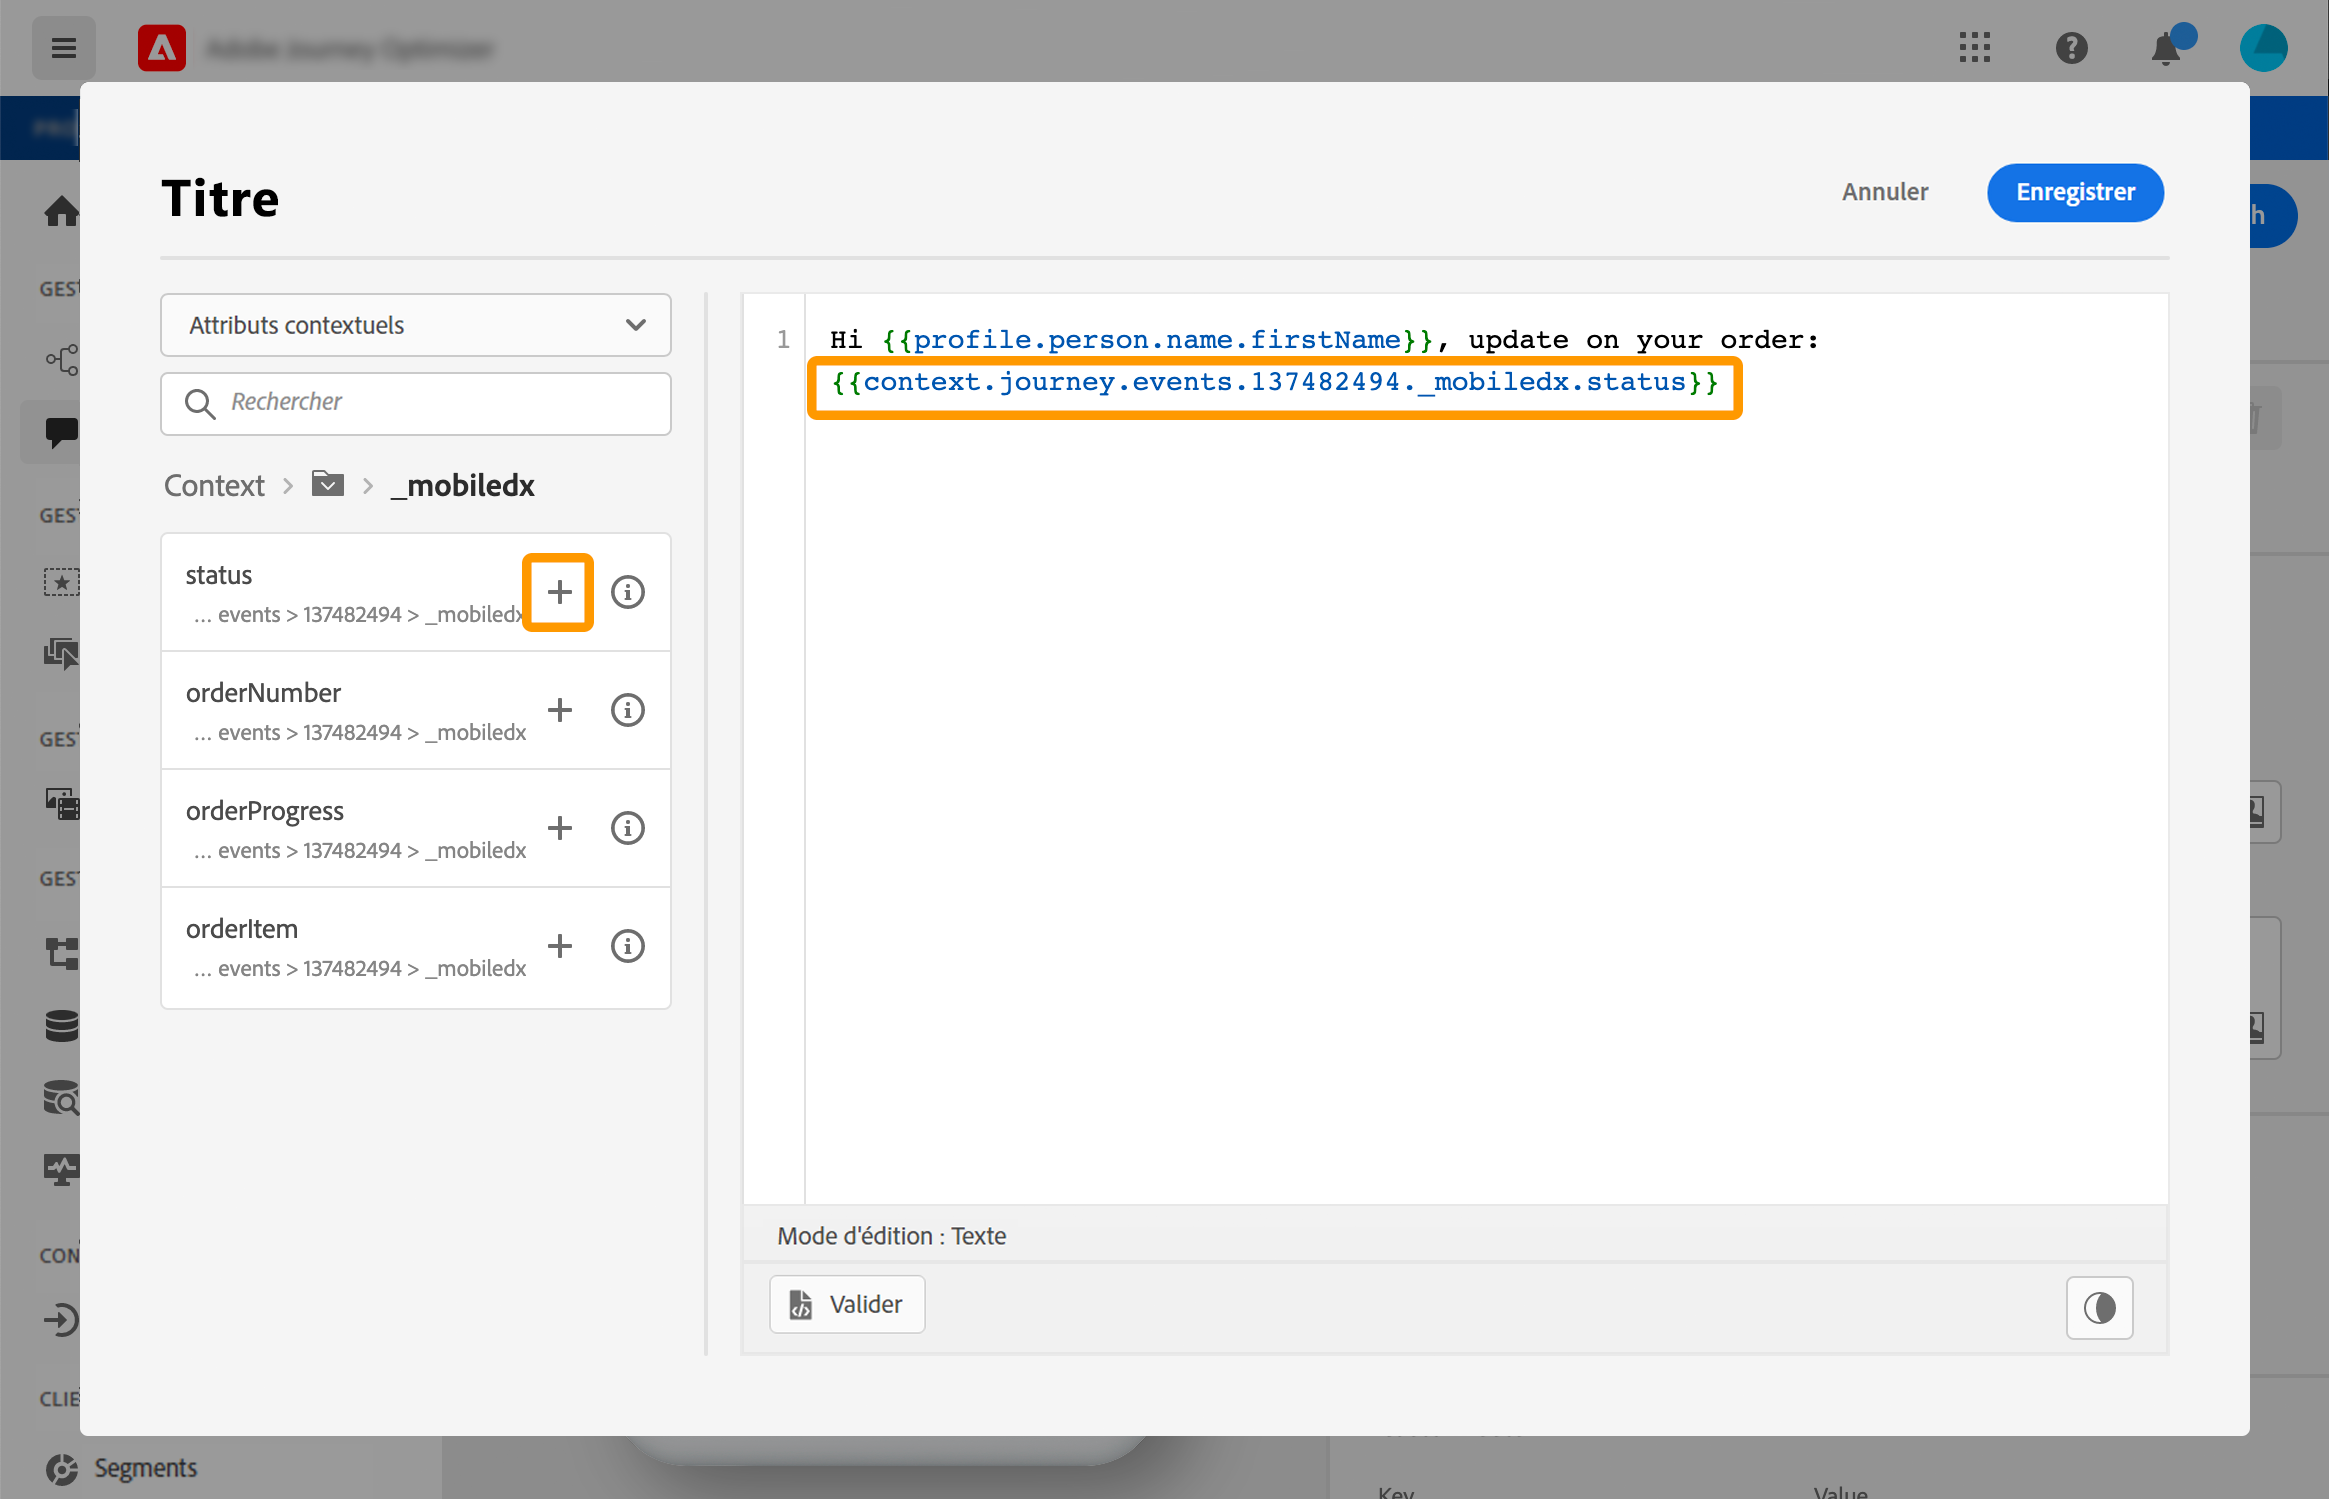 Titre
Annuler
Enregistrer
h
GES
Attributs contextuels
1
Hi {{profile.person.name.firstName}}, update on your order:
{{context.journey.events.137482494._mobiledx.status}}
Rechercher
Context > > _mobiledx
GES
status
... events > 137482494 > _mobiledx
orderNumber
... events > 137482494 > _mobiledx
GES
orderProgress
... events > 137482494 > _mobiledx
GES
orderItem
... events > 137482494 > _mobiledx
Mode d'édition : Texte
CON
Valider
CLIE
Segments
Key
Value